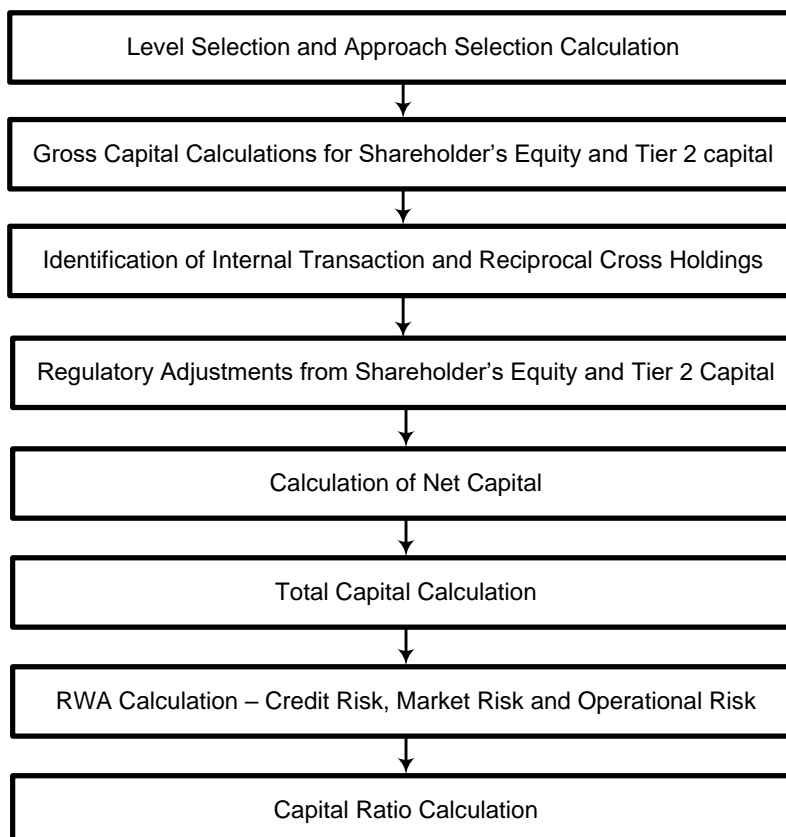 Level Selection and Approach Selection Calculation
Gross Capital Calculations for Shareholder’s Equity and Tier 2 capital
Identification of Internal Transaction and Reciprocal Cross Holdings
Regulatory Adjustments from Shareholder’s Equity and Tier 2 Capital
Calculation of Net Capital
Total Capital Calculation
RWA Calculation – Credit Risk, Market Risk and Operational Risk
Capital Ratio Calculation